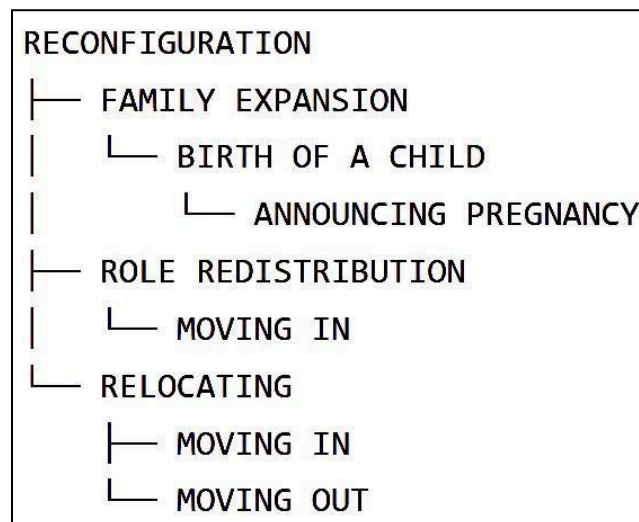 RECONFIGURATION
├── FAMILY EXPANSION
│   └── BIRTH OF A CHILD
│       └── ANNOUNCING PREGNANCY
├── ROLE REDISTRIBUTION
│   └── MOVING IN
└── RELOCATING
    ├── MOVING IN
    └── MOVING OUT